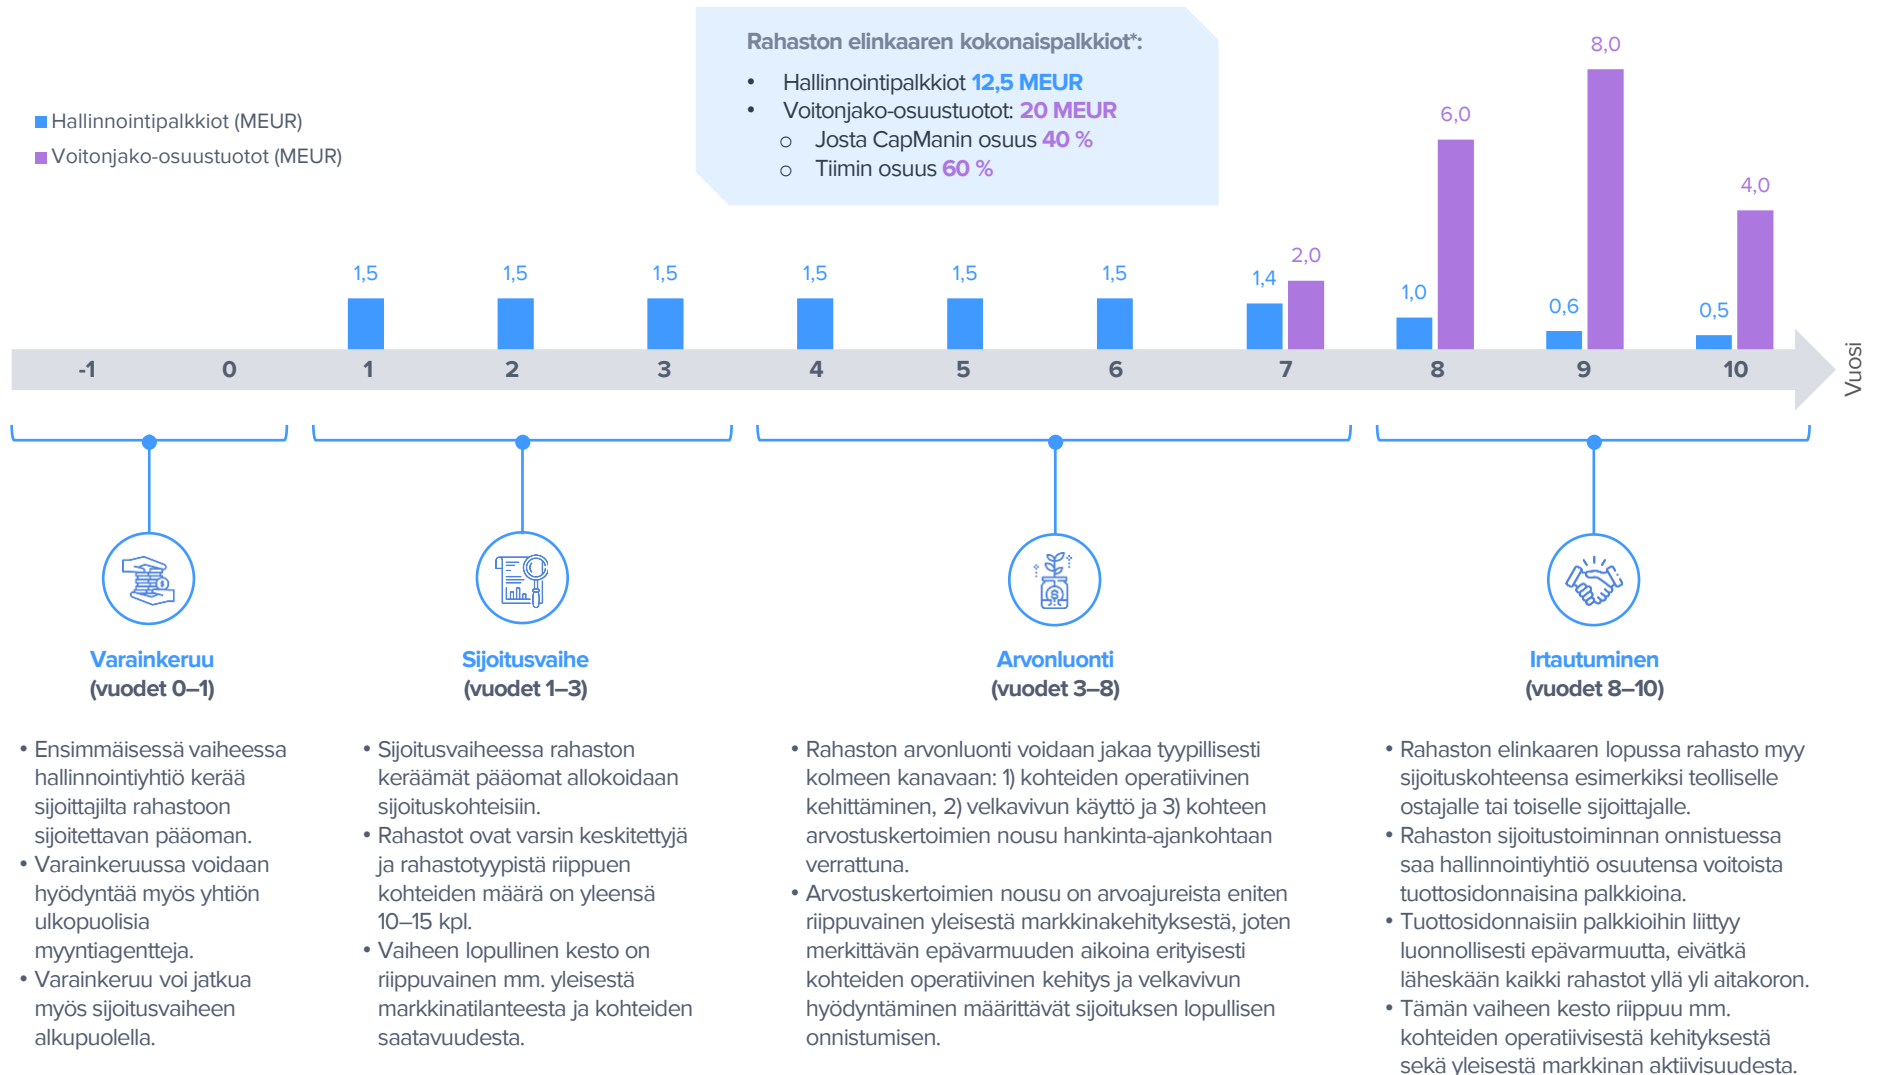 Rahaston elinkaaren kokonaispalkkiot*:
• Hallinnointipalkkiot 12,5 MEUR
• Voitonjako-osuustuotot: 20 MEUR
o Josta CapManin osuus 40 %
o Tiimin osuus 60 %
Hallinnointipalkkiot (MEUR)
Voitonjako-osuustuotot (MEUR)
1,5
1,5
1,5
1,5
1,5
1,5
1,4
2,0
1,0
6,0
0,6
8,0
0,5
4,0
-1 0 1 2 3 4 5 6 7 8 9 10
Vuosi
Varainkeruu
(vuodet 0–1)
• Ensimmäisessä vaiheessa
hallinnointiyhtiö kerää
sijoittajilta rahastoon
sijoitettavan pääoman.
• Varainkeruussa voidaan
hyödyntää myös yhtiön
ulkopuolisia
myyntiagentteja.
• Varainkeruu voi jatkua
myös sijoitusvaiheen
alkupuolella.
Sijoitusvaihe
(vuodet 1–3)
• Sijoitusvaiheessa rahaston
keräämät pääomat allokoidaan
sijoituskohteisiin.
• Rahastot ovat varsin keskitettyjä
ja rahastotyypistä riippuen
kohteiden määrä on yleensä
10–15 kpl.
• Vaiheen lopullinen kesto on
riippuvainen mm. yleisestä
markkinatilanteesta ja kohteiden
saatavuudesta.
Arvonluonti
(vuodet 3–8)
• Rahaston arvonluonti voidaan jakaa tyypillisesti
kolmeen kanavaan: 1) kohteiden operatiivinen
kehittäminen, 2) velkavivun käyttö ja 3) kohteen
arvostuskertoimien nousu hankinta-ajankohtaan
verrattuna.
• Arvostuskertoimien nousu on arvoajureista eniten
riippuvainen yleisestä markkinakehityksestä, joten
merkittävän epävarmuuden aikoina erityisesti
kohteiden operatiivinen kehitys ja velkavivun
hyödyntäminen määrittävät sijoituksen lopullisen
onnistumisen.
Irtautuminen
(vuodet 8–10)
• Rahaston elinkaaren lopussa rahasto myy
sijoituskohteensa esimerkiksi teolliselle
ostajalle tai toiselle sijoittajalle.
• Rahaston sijoitustoiminnan onnistuessa
saa hallinnointiyhtiö osuutensa voitoista
tuottosidonnaisina palkkioina.
• Tuottosidonnaisiin palkkioihin liittyy
luonnollisesti epävarmuutta, eivätkä
läheskään kaikki rahastot yllä yli aitakoron.
• Tämän vaiheen kesto riippuu mm.
kohteiden operatiivisesta kehityksestä
sekä yleisestä markkinan aktiivisuudesta.